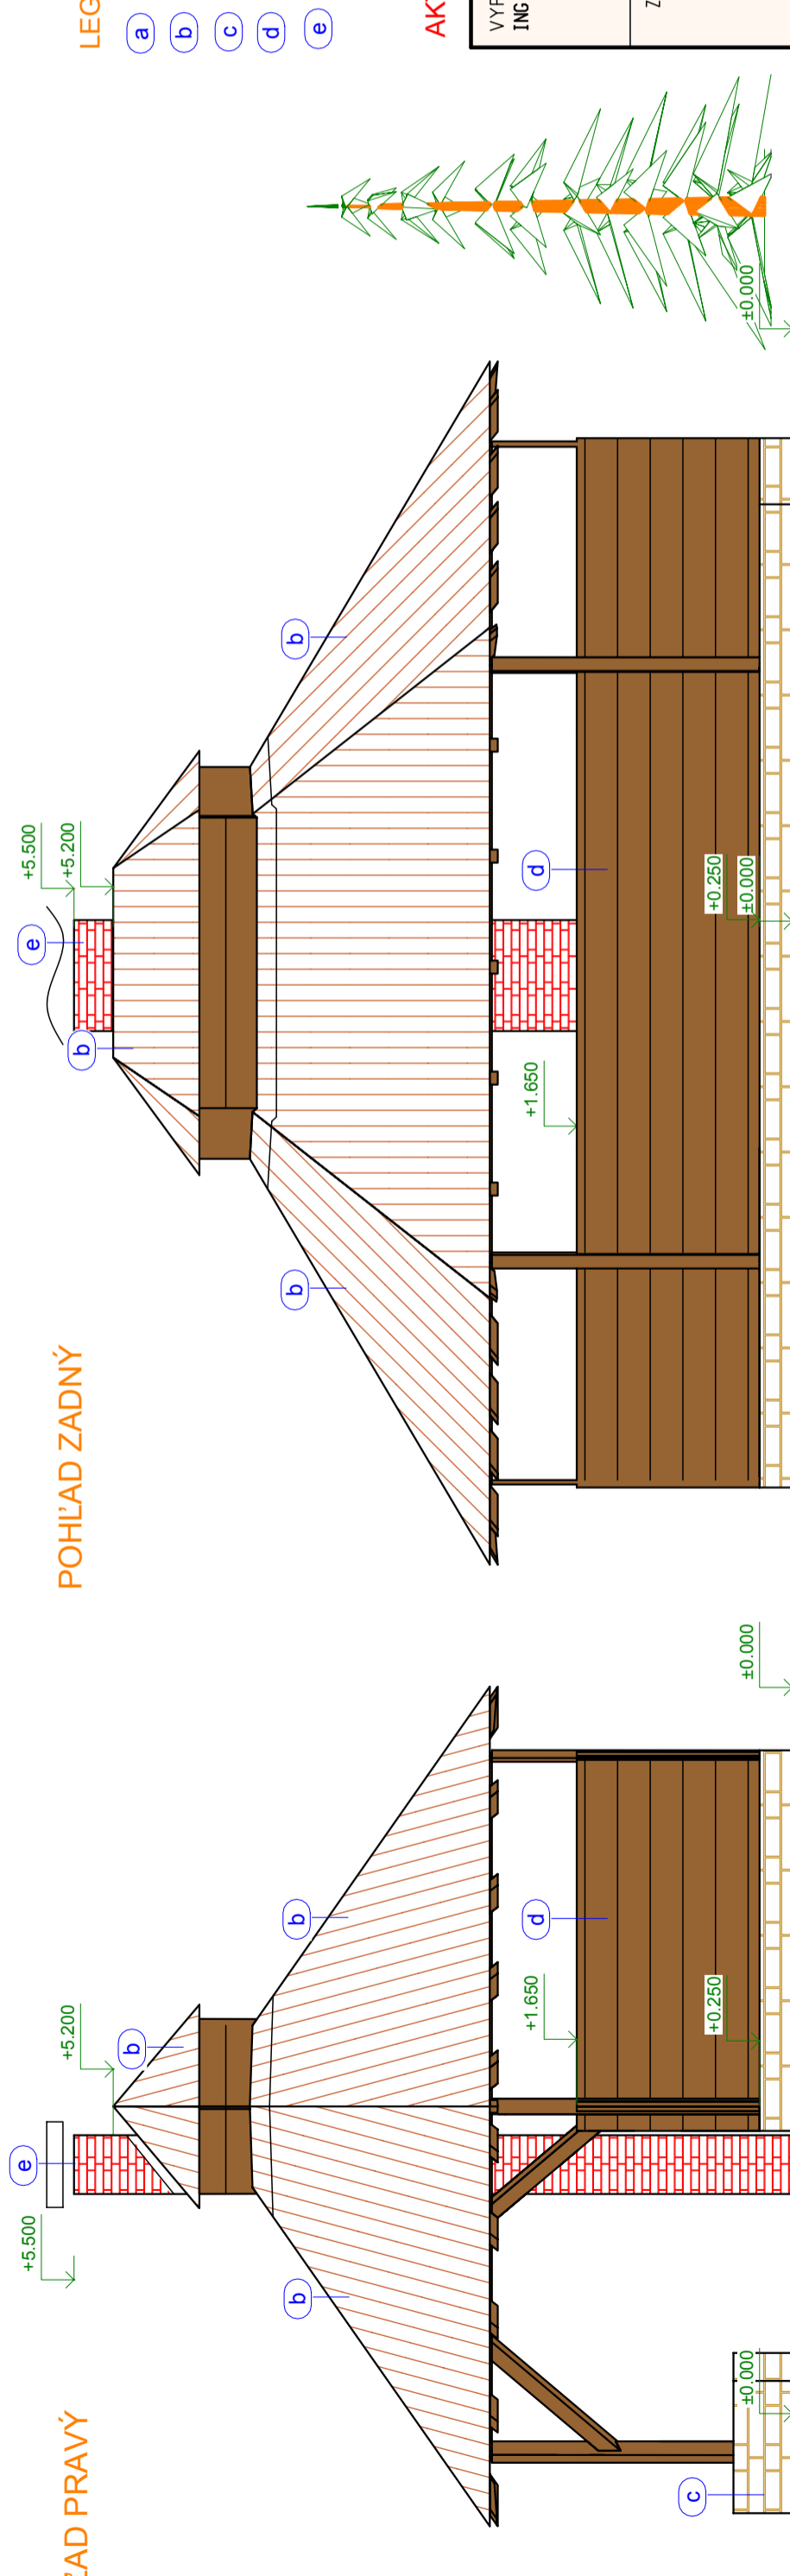 ĽAD PRAVÝ
e
+5.500
+5.200
b
b
b
+1.650
d
+0.250
±0.000
±0.000
c
POHĽAD ZADNÝ
e
+5.500
+5.200
b
b
b
+1.650
d
+0.250
±0.000
±0.000
LEG
a
b
c
d
e
AK
VYP
ING
Z